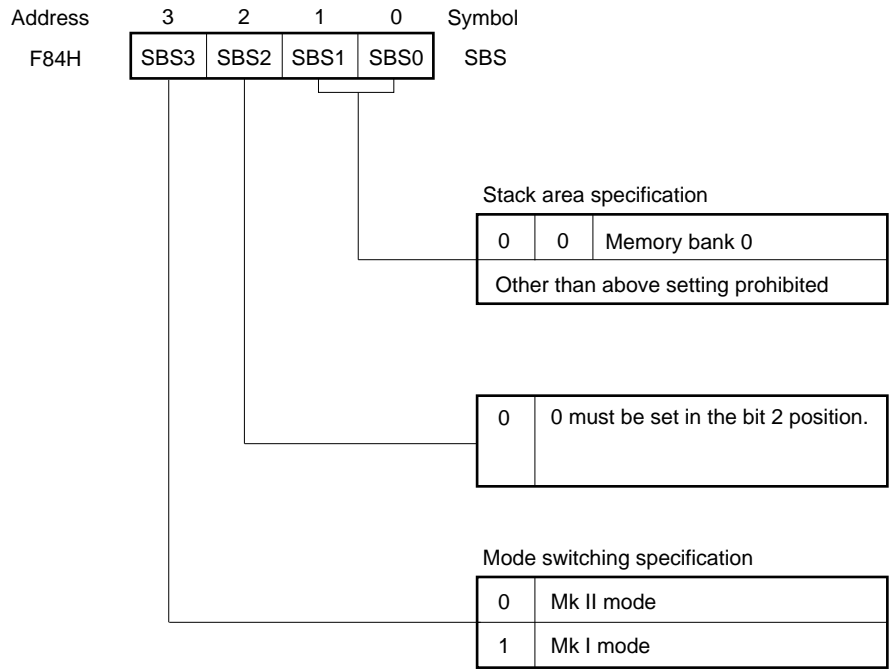 Address 3 2 1 0 Symbol
F84H SBS3 SBS2 SBS1 SBS0 SBS
Stack area specification
0 0 Memory bank 0
Other than above setting prohibited
0 0 must be set in the bit 2 position.
Mode switching specification
0 Mk II mode
1 Mk I mode